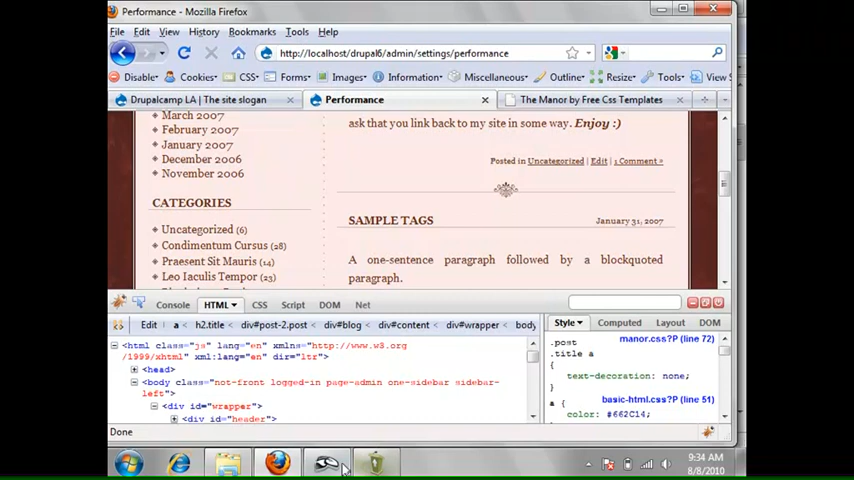 Performance - Mozilla Firefox
File Edit View History Bookmarks Tools Help
http://localhost/drupal6/admin/settings/performance
Disable Cookies CSS Forms Images Information Miscellaneous Outline Resize Tools View S
Drupalcamp LA | The site slogan Performance The Manor by Free Css Templates
March 2007
February 2007
January 2007
December 2006
November 2006
CATEGORIES
Uncategorized (6)
Condimentum Cursus (28)
Praesent Sit Mauris (14)
Leo Iaculis Tempor (23)
ask that you link back to my site in some way. Enjoy :)
Posted in Uncategorized | Edit | 1 Comment »
SAMPLE TAGS January 31, 2007
A one-sentence paragraph followed by a blockquoted
paragraph.
Console HTML CSS Script DOM Net
Edit a < h2.title < div#post-2.post < div#blog < div#content < div#wrapper < body
<html class="js" lang="en" xmlns="http://www.w3.org
/1999/xhtml" xml:lang="en" dir="ltr">
<head>
<body class="not-front logged-in page-admin one-sidebar sidebar-
left">
<div id="wrapper">
<div id="header">
Style Computed Layout DOM
manor.css?P (line 72)
.post
.title a
{
text-decoration: none;
}
basic-html.css?P (line 51)
a {
color: #662C14;
Done
9:34 AM
8/8/2010